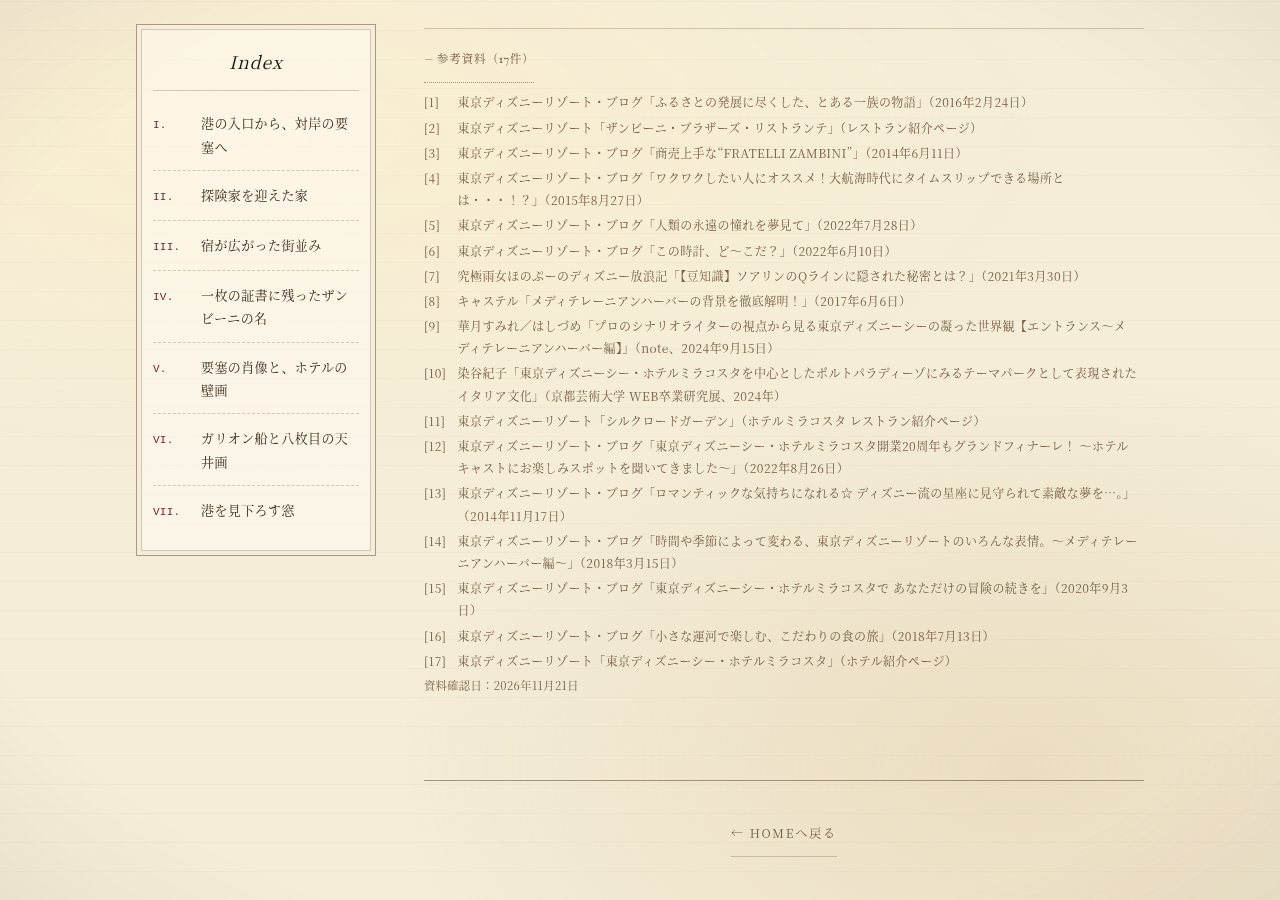 Index
I. 港の入口から、対岸の要
塞へ
II. 探険家を迎えた家
III. 宿が広がった街並み
IV. 一枚の証書に残ったザン
ビーニの名
V. 要塞の肖像と、ホテルの
壁画
VI. ガリオン船と八枚目の天
井画
VII. 港を見下ろす窓
– 参考資料（17件）
[1] 東京ディズニーリゾート・ブログ「ふるさとの発展に尽くした、とある一族の物語」（2016年2月24日）
[2] 東京ディズニーリゾート「ザンビーニ・ブラザーズ・リストランテ」（レストラン紹介ページ）
[3] 東京ディズニーリゾート・ブログ「商売上手な“FRATELLI ZAMBINI”」（2014年6月11日）
[4] 東京ディズニーリゾート・ブログ「ワクワクしたい人にオススメ！大航海時代にタイムスリップできる場所と
は・・・！？」（2015年8月27日）
[5] 東京ディズニーリゾート・ブログ「人類の永遠の憧れを夢見て」（2022年7月28日）
[6] 東京ディズニーリゾート・ブログ「この時計、ど～こだ？」（2022年6月10日）
[7] 究極雨女ほのぷーのディズニー放浪記「【豆知識】ソアリンのQラインに隠された秘密とは？」（2021年3月30日）
[8] キャステル「メディテレーニアンハーバーの背景を徹底解明！」（2017年6月6日）
[9] 華月すみれ／はしづめ「プロのシナリオライターの視点から見る東京ディズニーシーの凝った世界観【エントランス～メ
ディテレーニアンハーバー編】」（note、2024年9月15日）
[10] 染谷紀子「東京ディズニーシー・ホテルミラコスタを中心としたポルトパラディーゾにみるテーマパークとして表現された
イタリア文化」（京都芸術大学 WEB卒業研究展、2024年）
[11] 東京ディズニーリゾート「シルクロードガーデン」（ホテルミラコスタ レストラン紹介ページ）
[12] 東京ディズニーリゾート・ブログ「東京ディズニーシー・ホテルミラコスタ開業20周年もグランドフィナーレ！ ～ホテル
キャストにお楽しみスポットを聞いてきました～」（2022年8月26日）
[13] 東京ディズニーリゾート・ブログ「ロマンティックな気持ちになれる☆ ディズニー流の星座に見守られて素敵な夢を…。」
（2014年11月17日）
[14] 東京ディズニーリゾート・ブログ「時間や季節によって変わる、東京ディズニーリゾートのいろんな表情。～メディテレー
ニアンハーバー編～」（2018年3月15日）
[15] 東京ディズニーリゾート・ブログ「東京ディズニーシー・ホテルミラコスタで あなただけの冒険の続きを」（2020年9月3
日）
[16] 東京ディズニーリゾート・ブログ「小さな運河で楽しむ、こだわりの食の旅」（2018年7月13日）
[17] 東京ディズニーリゾート「東京ディズニーシー・ホテルミラコスタ」（ホテル紹介ページ）
資料確認日：2026年11月21日
← HOMEへ戻る